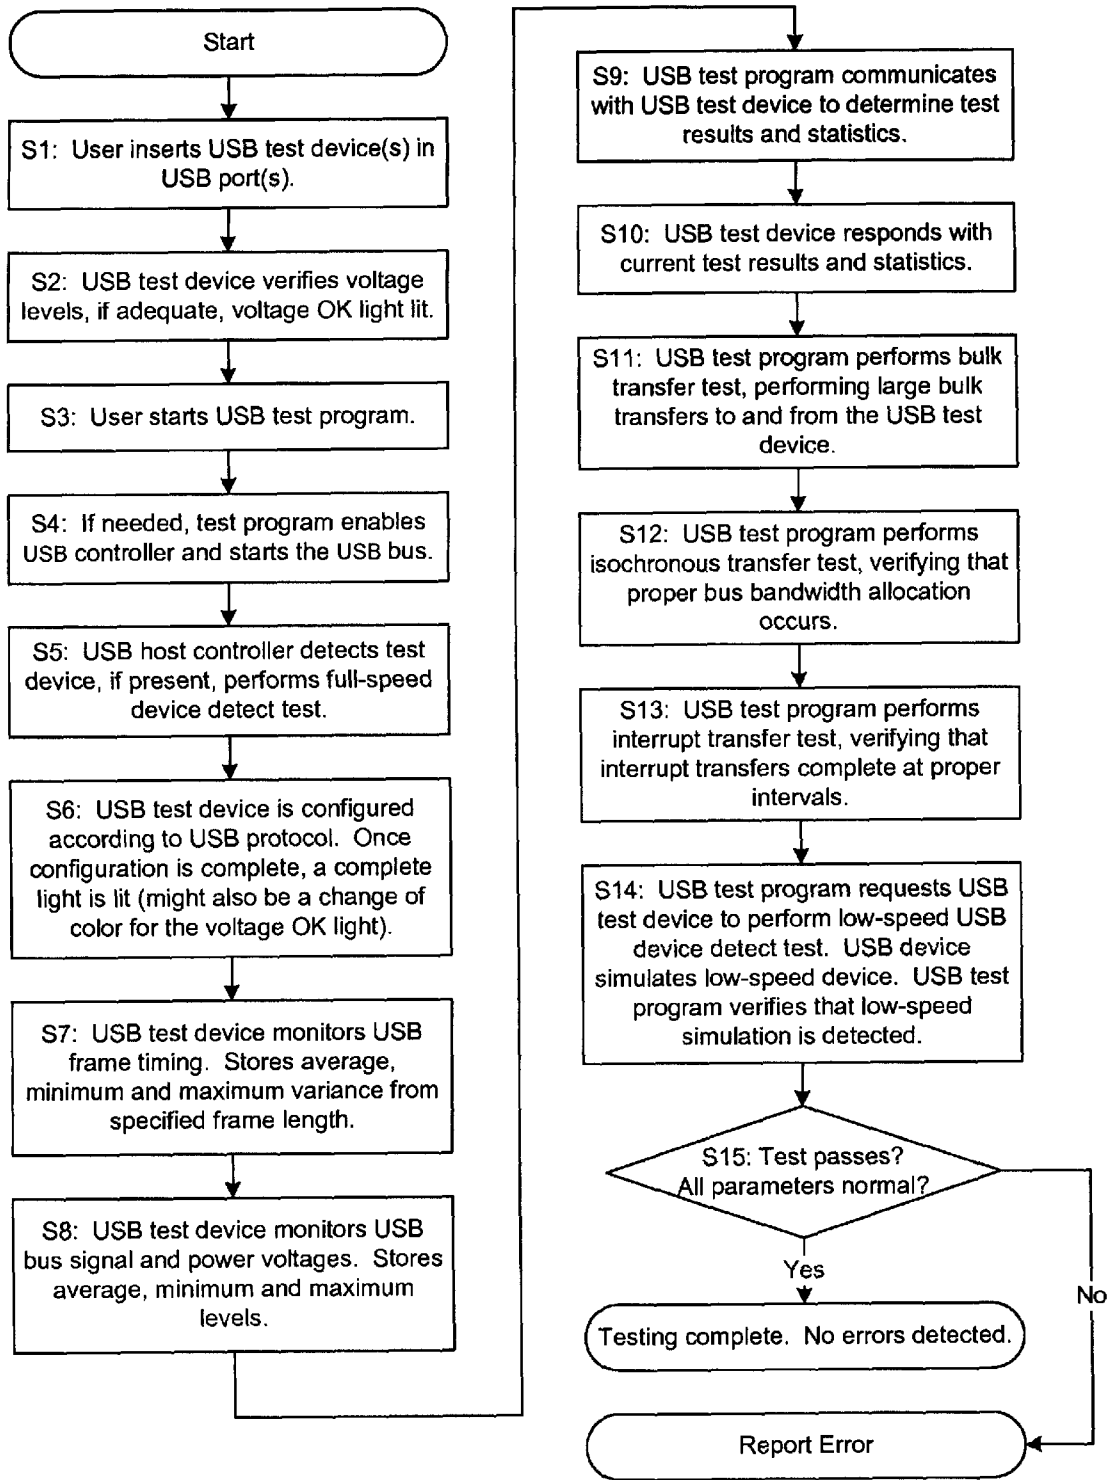 Start
S1: User inserts USB test device(s) in
USB port(s).
S2: USB test device verifies voltage
levels, if adequate, voltage OK light lit.
S3: User starts USB test program.
S4: If needed, test program enables
USB controller and starts the USB bus.
S5: USB host controller detects test
device, if present, performs full-speed
device detect test.
S6: USB test device is configured
according to USB protocol. Once
configuration is complete, a complete
light is lit (might also be a change of
color for the voltage OK light).
S7: USB test device monitors USB
frame timing. Stores average,
minimum and maximum variance from
specified frame length.
S8: USB test device monitors USB
bus signal and power voltages. Stores
average, minimum and maximum
levels.
S9: USB test program communicates
with USB test device to determine test
results and statistics.
S10: USB test device responds with
current test results and statistics.
S11: USB test program performs bulk
transfer test, performing large bulk
transfers to and from the USB test
device.
S12: USB test program performs
isochronous transfer test, verifying that
proper bus bandwidth allocation
occurs.
S13: USB test program performs
interrupt transfer test, verifying that
interrupt transfers complete at proper
intervals.
S14: USB test program requests USB
test device to perform low-speed USB
device detect test. USB device
simulates low-speed device. USB test
program verifies that low-speed
simulation is detected.
S15: Test passes?
All parameters normal?
Yes
No
Testing complete. No errors detected.
Report Error